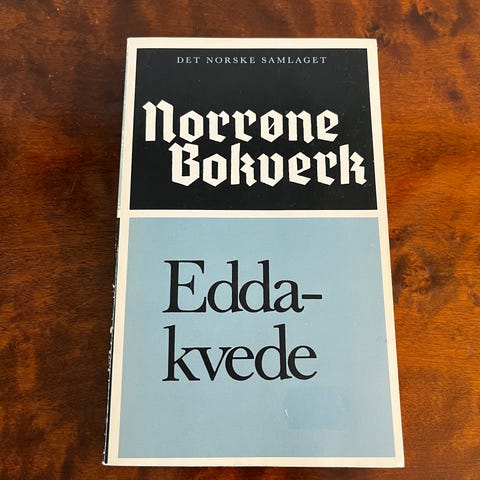 DET NORSKE SAMLAGET
Norrøne
Bokverk
Edda-
kvede